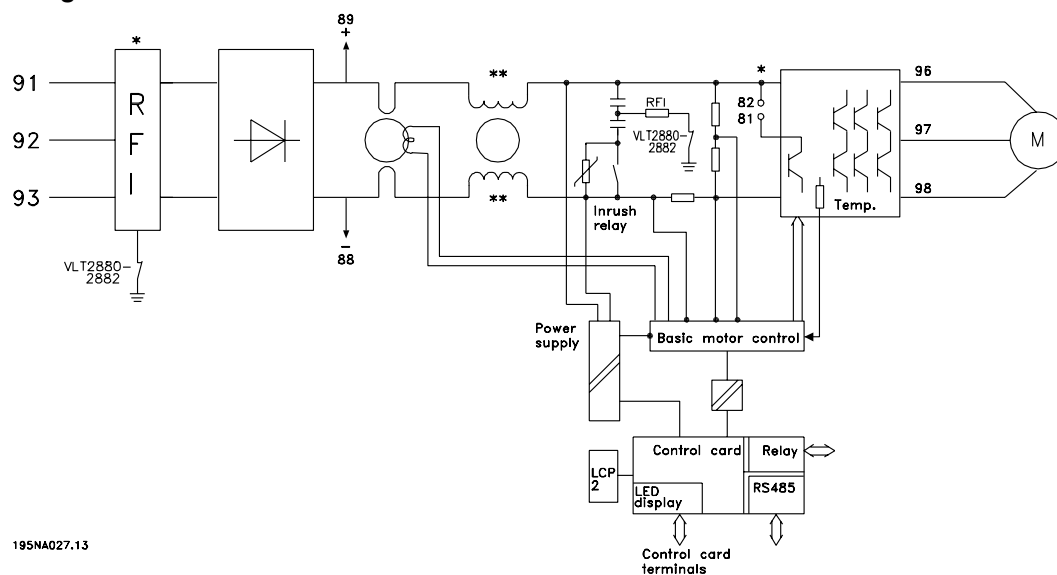 *
91
92
93
R
F
I
VLT2880-
2882
89
+
−
88
**
**
RFI
VLT2880-
2882
Inrush
relay
*
82
81
Temp.
96
97
98
M
Power
supply
Basic motor control
Control card
Relay
RS485
LCP
2
LED
display
Control card
terminals
195NA027.13